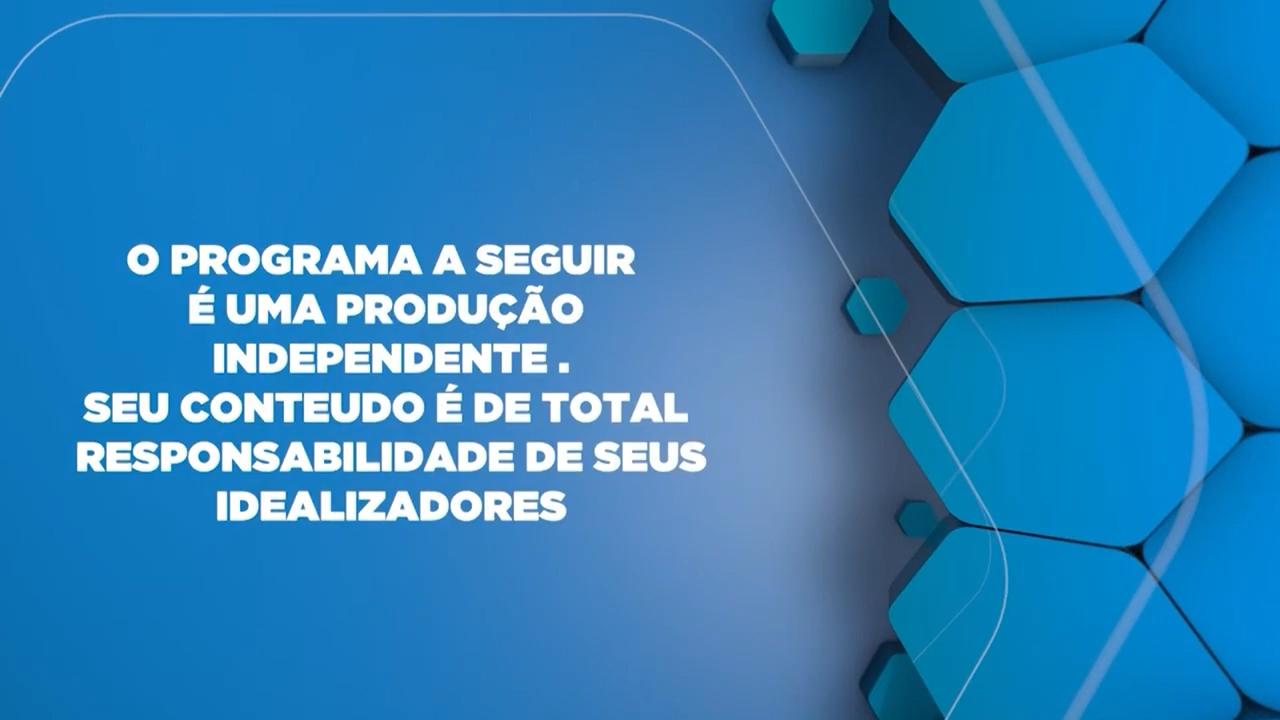 O PROGRAMA A SEGUIR
É UMA PRODUÇÃO
INDEPENDENTE .
SEU CONTEUDO É DE TOTAL
RESPONSABILIDADE DE SEUS
IDEALIZADORES